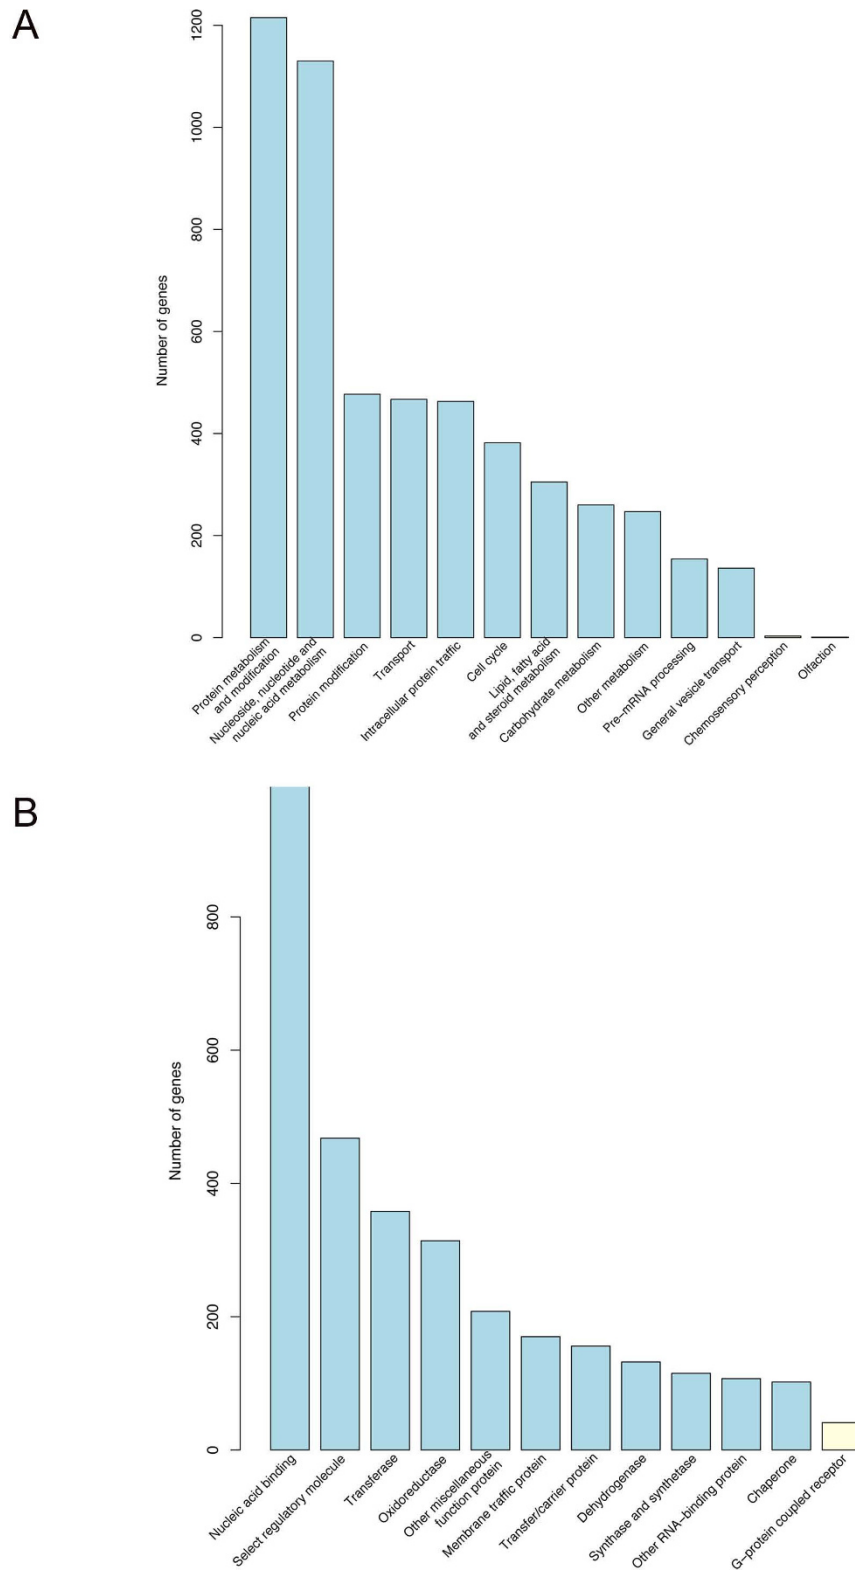 A
Number of genes
1200
1000
800
600
400
200
0
Protein metabolism
and modification
Nucleoside, nucleotide and
nucleic acid metabolism
Protein modification
Transport
Intracellular protein traffic
Cell cycle
Lipid, fatty acid
and steroid metabolism
Carbohydrate metabolism
Other metabolism
Pre-mRNA processing
General vesicle transport
Chemosensory perception
Olfaction
B
Number of genes
800
600
400
200
0
Nucleic acid binding
Select regulatory molecule
Transferase
Oxidoreductase
Other miscellaneous
function protein
Membrane traffic protein
Transfer/carrier protein
Dehydrogenase
Synthase and synthetase
Other RNA-binding protein
Chaperone
G-protein coupled receptor